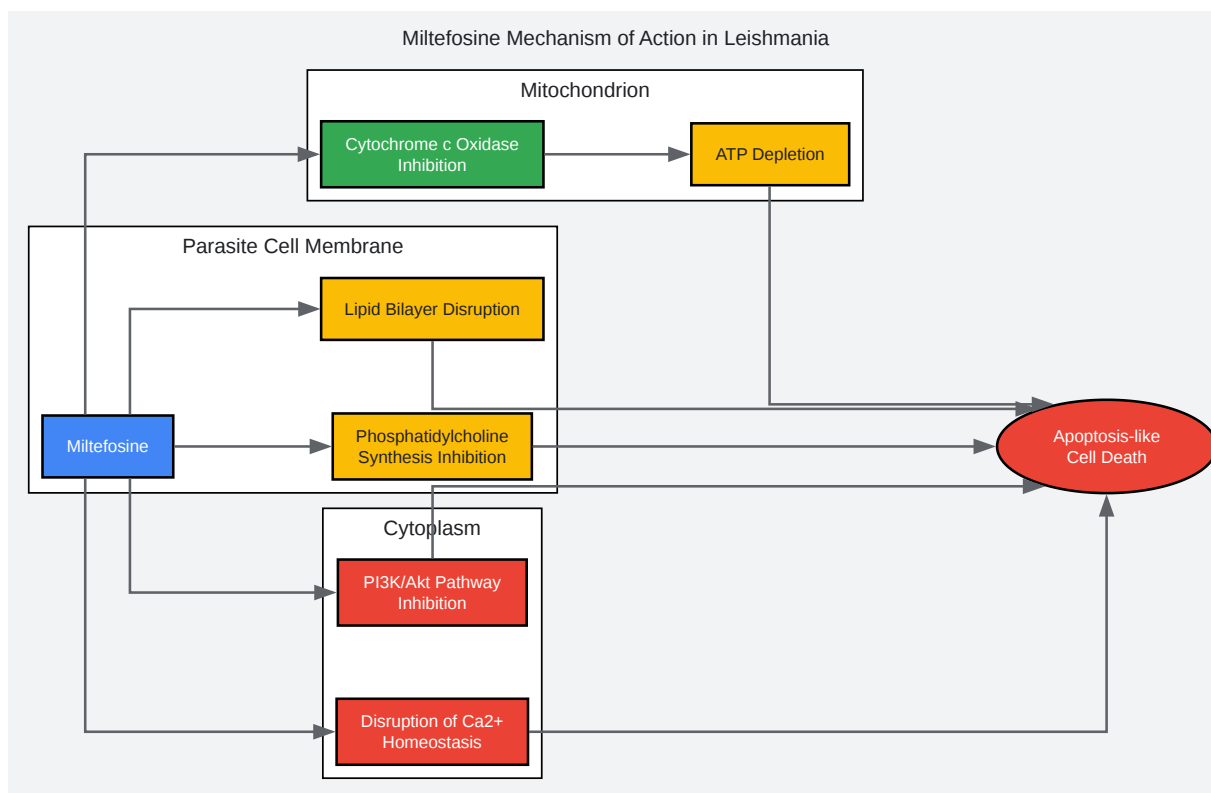 Miltefosine Mechanism of Action in Leishmania
Mitochondrion
Cytochrome c Oxidase
Inhibition
ATP Depletion
Parasite Cell Membrane
Lipid Bilayer Disruption
Miltefosine
Phosphatidylcholine
Synthesis Inhibition
Apoptosis-like
Cell Death
Cytoplasm
PI3K/Akt Pathway
Inhibition
Disruption of Ca2+
Homeostasis